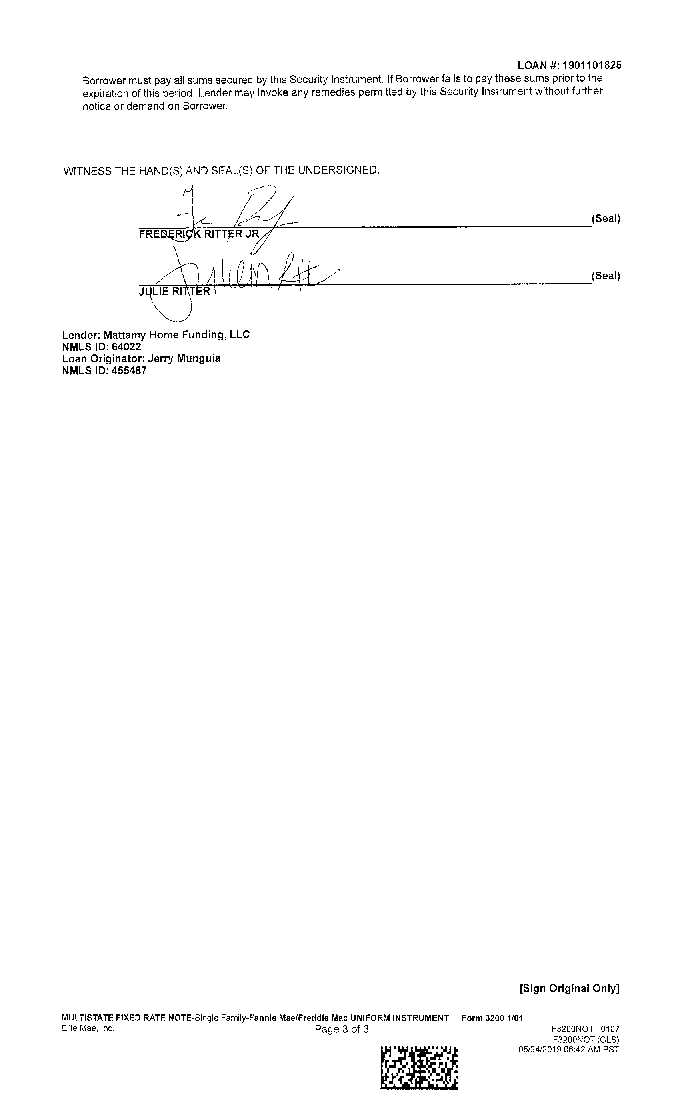 LOAN #: 1901101825
Borrower must pay all sums secured by this Security Instrument. If Borrower fails to pay these sums prior to the
expiration of this period, Lender may invoke any remedies permitted by this Security Instrument without further
notice or demand on Borrower.
WITNESS THE HAND(S) AND SEAL(S) OF THE UNDERSIGNED.
(Seal)
FREDERICK RITTER JR
(Seal)
JULIE RITTER
Lender: Mattamy Home Funding, LLC
NMLS ID: 64022
Loan Originator: Jerry Munguia
NMLS ID: 455487
[Sign Original Only]
MULTISTATE FIXED RATE NOTE-Single Family-Fannie Mae/Freddie Mac UNIFORM INSTRUMENT Form 3200 1/01
Ellie Mae, Inc. Page 3 of 3 F3200NOT 0107
F3200NOT (CLS)
05/24/2019 06:42 AM PST